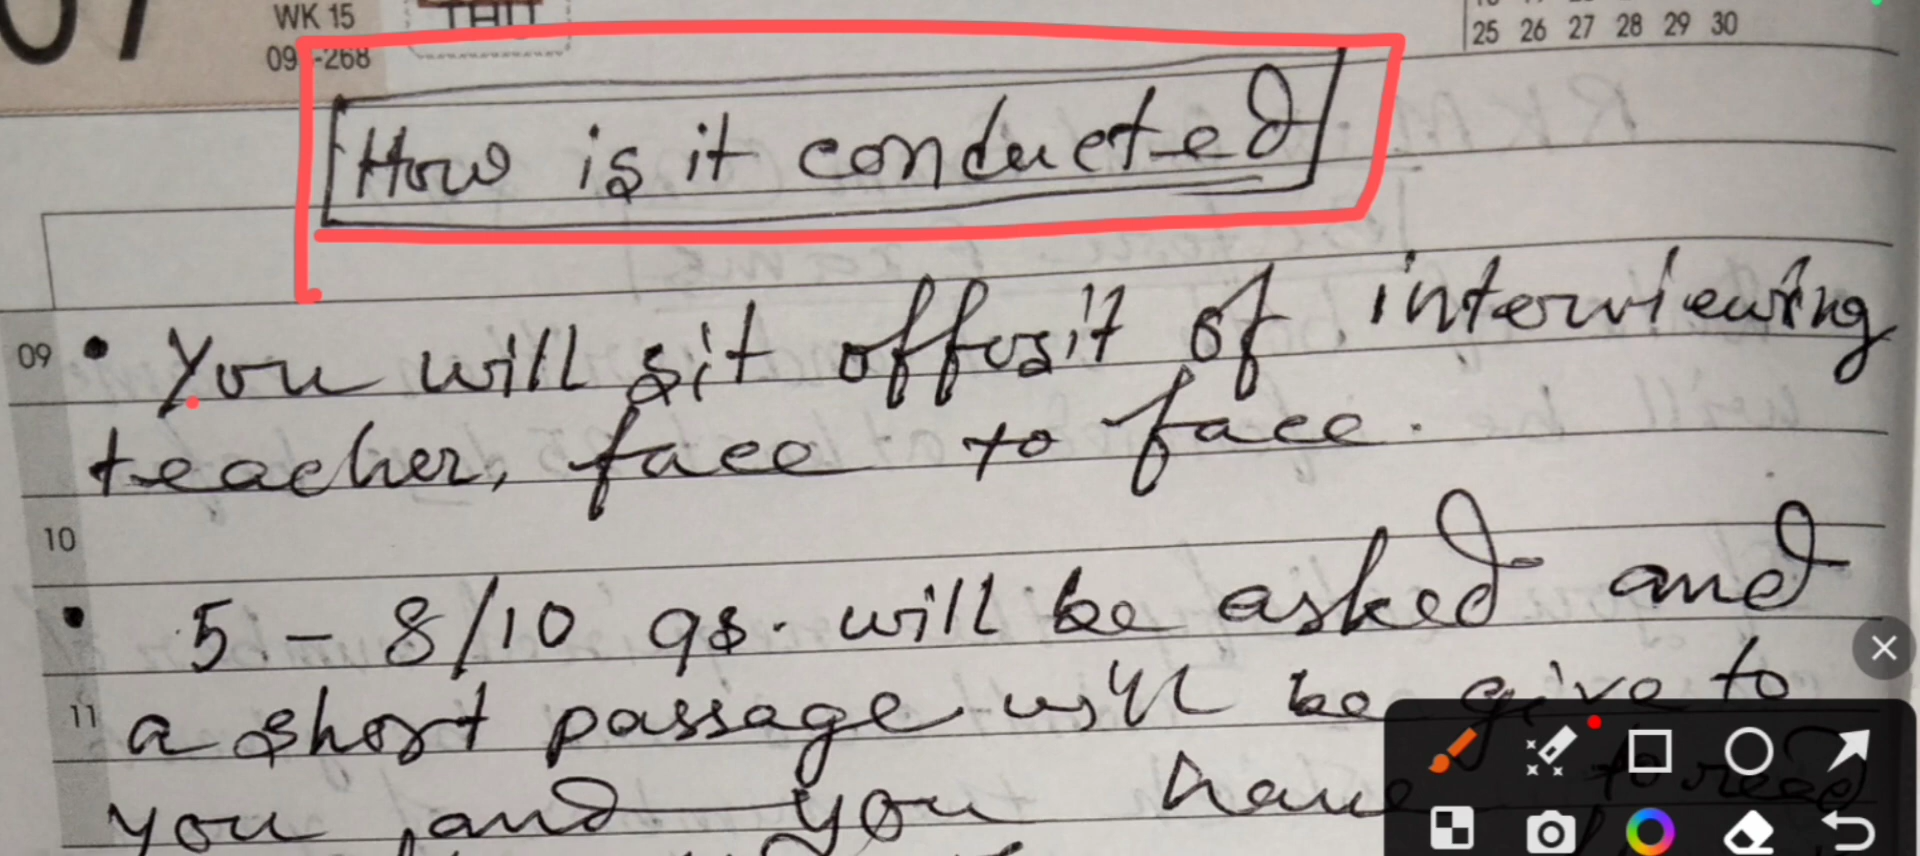 07
WK 15
THU
09 -268
25 26 27 28 29 30
How is it conducted
09 • You will sit offosit of interviewing
teacher, face to face.
10
• 5 - 8/10 qs. will be asked and
11 a short passage will be give to
you and you have to read